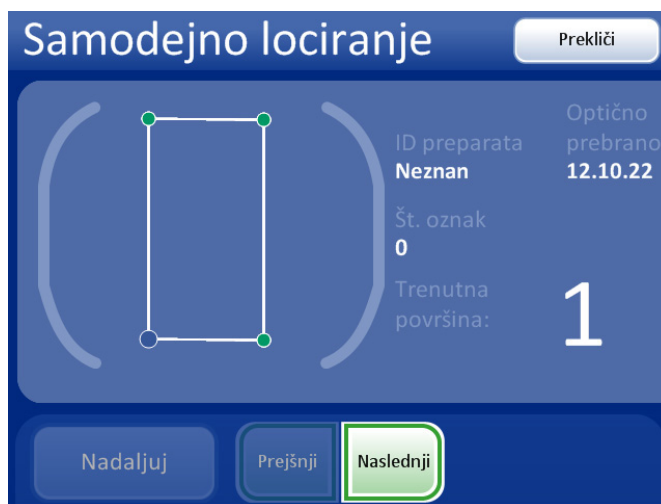 Samodejno lociranje
Prekliči
Optično
ID preparata
prebrano
Neznan
12.10.22
Št. oznak
0
Trenutna
površina:
1
Nadaljuj
Prejšnji
Naslednji